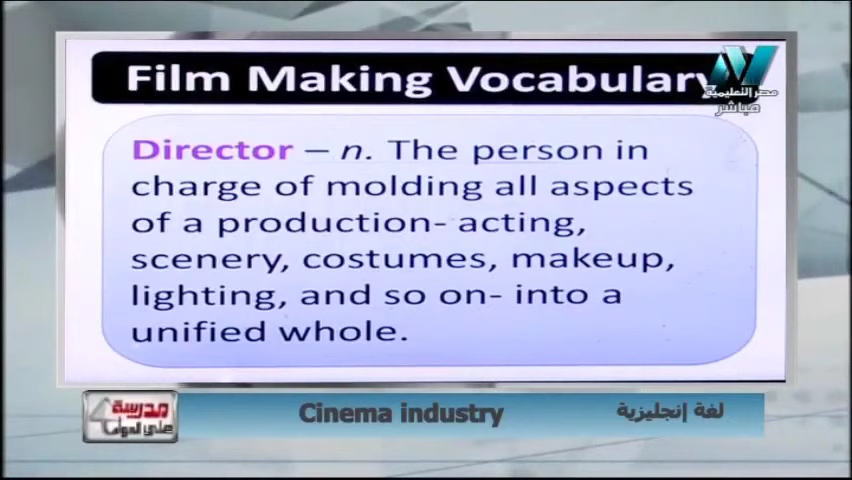 Film Making Vocabulary
مصر التعليمية
مباشر
Director – n. The person in
charge of molding all aspects
of a production- acting,
scenery, costumes, makeup,
lighting, and so on- into a
unified whole.
مدرسة
على الهواء
Cinema industry
لغة إنجليزية